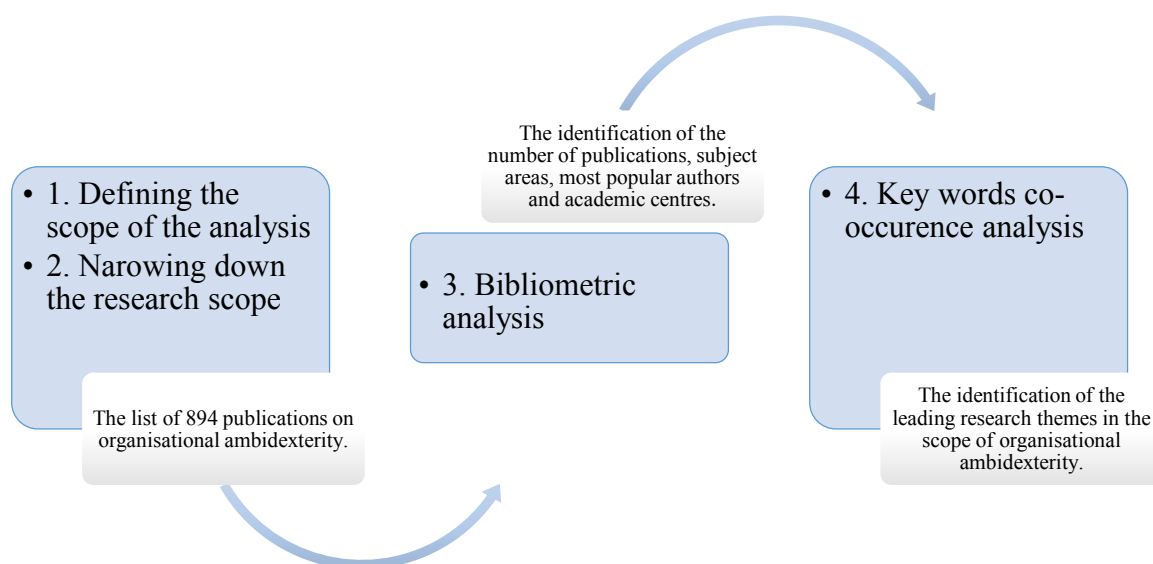 • 1. Defining the
scope of the analysis
• 2. Narowing down
the research scope
The list of 894 publications on
organisational ambidexterity.
The identification of the
number of publications, subject
areas, most popular authors
and academic centres.
• 3. Bibliometric
analysis
• 4. Key words co-
occurence analysis
The identification of the
leading research themes in the
scope of organisational
ambidexterity.